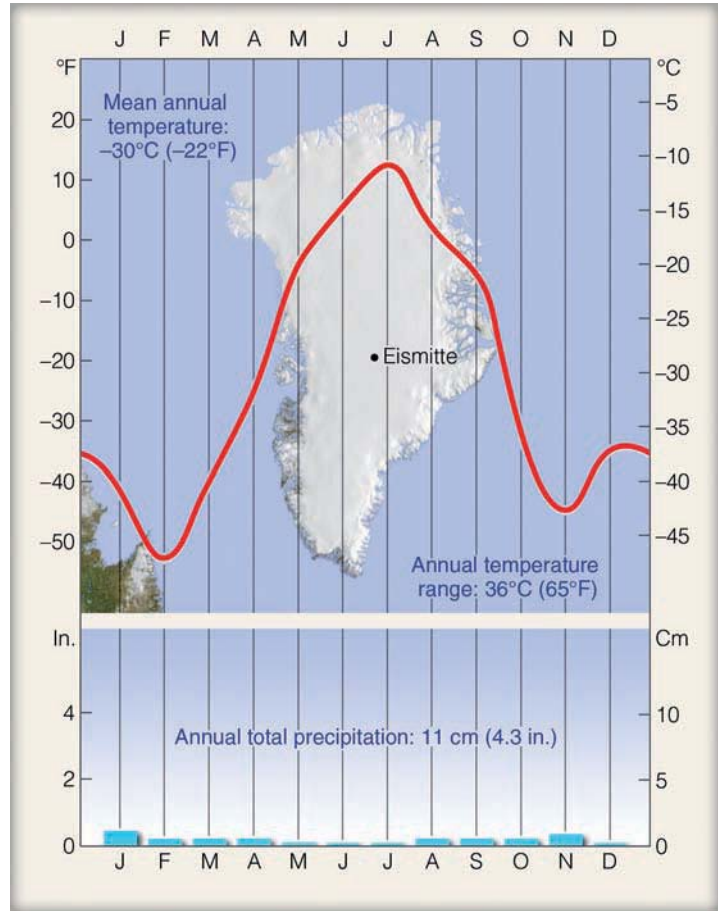 J F M A M J J A S O N D
°F °C
Mean annual
temperature:
–30°C (–22°F)
20
10
0
–10
–20
–30
–40
–50
–5
–10
–15
–20
–25
–30
–35
–40
–45
Eismitte
Annual temperature
range: 36°C (65°F)
In. Cm
Annual total precipitation: 11 cm (4.3 in.)
4
2
0
10
5
0
J F M A M J J A S O N D